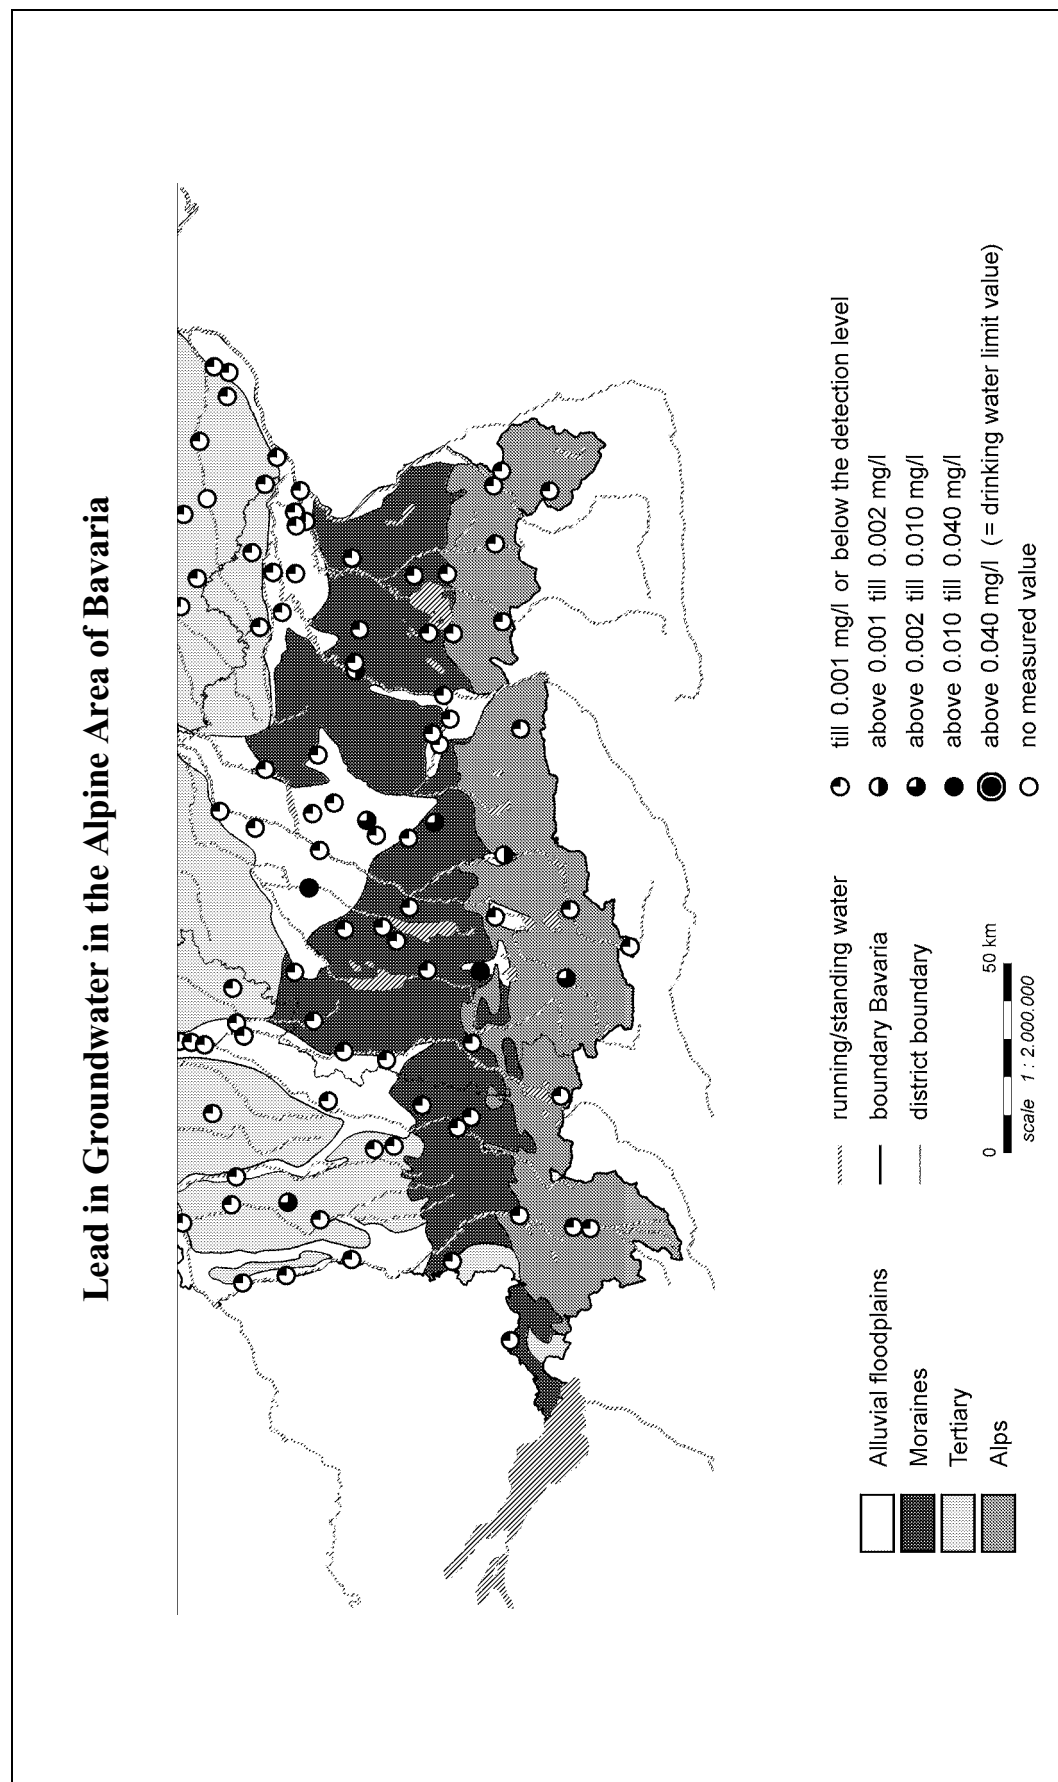 Lead in Groundwater in the Alpine Area of Bavaria
Alluvial floodplains
Moraines
Tertiary
Alps
running/standing water
boundary Bavaria
district boundary
0 50 km
scale 1 : 2.000.000
till 0.001 mg/l or below the detection level
above 0.001 till 0.002 mg/l
above 0.002 till 0.010 mg/l
above 0.010 till 0.040 mg/l
above 0.040 mg/l (= drinking water limit value)
no measured value